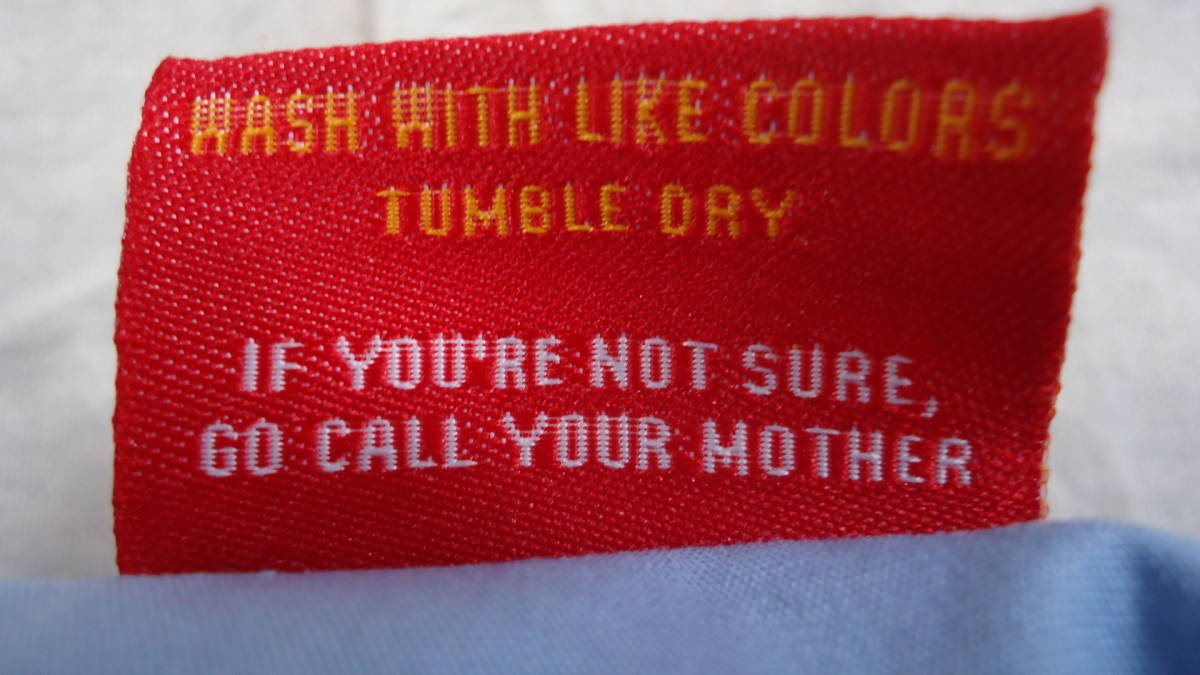 WASH WITH LIKE COLORS
TUMBLE DRY
IF YOU'RE NOT SURE,
GO CALL YOUR MOTHER